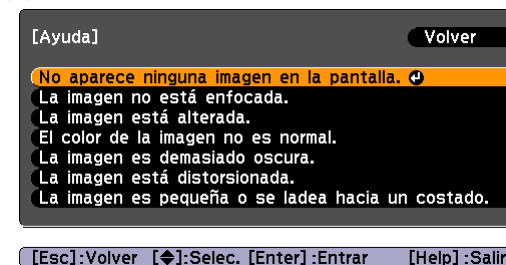 [Ayuda] Volver
No aparece ninguna imagen en la pantalla.
La imagen no está enfocada.
La imagen está alterada.
El color de la imagen no es normal.
La imagen es demasiado oscura.
La imagen está distorsionada.
La imagen es pequeña o se ladea hacia un costado.
[Esc]:Volver [◆]:Selec. [Enter]:Entrar [Help]:Salir